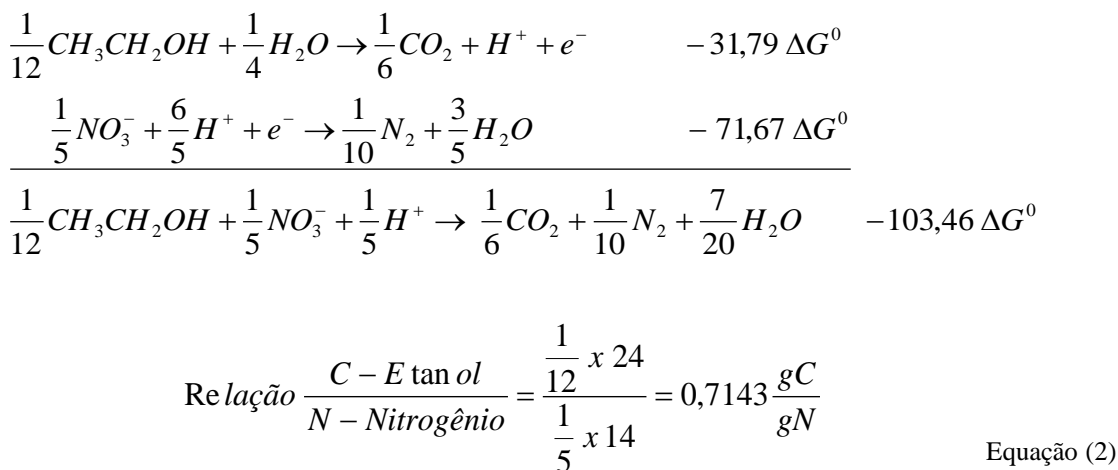 1/12 CH₃CH₂OH + 1/4 H₂O → 1/6 CO₂ + H⁺ + e⁻ − 31,79 ΔG⁰
1/5 NO₃⁻ + 6/5 H⁺ + e⁻ → 1/10 N₂ + 3/5 H₂O − 71,67 ΔG⁰
1/12 CH₃CH₂OH + 1/5 NO₃⁻ + 1/5 H⁺ → 1/6 CO₂ + 1/10 N₂ + 7/20 H₂O −103,46 ΔG⁰
Relação (C − E tan ol)/(N − Nitrogênio) = (1/12 x 24)/(1/5 x 14) = 0,7143 gC/gN Equação (2)